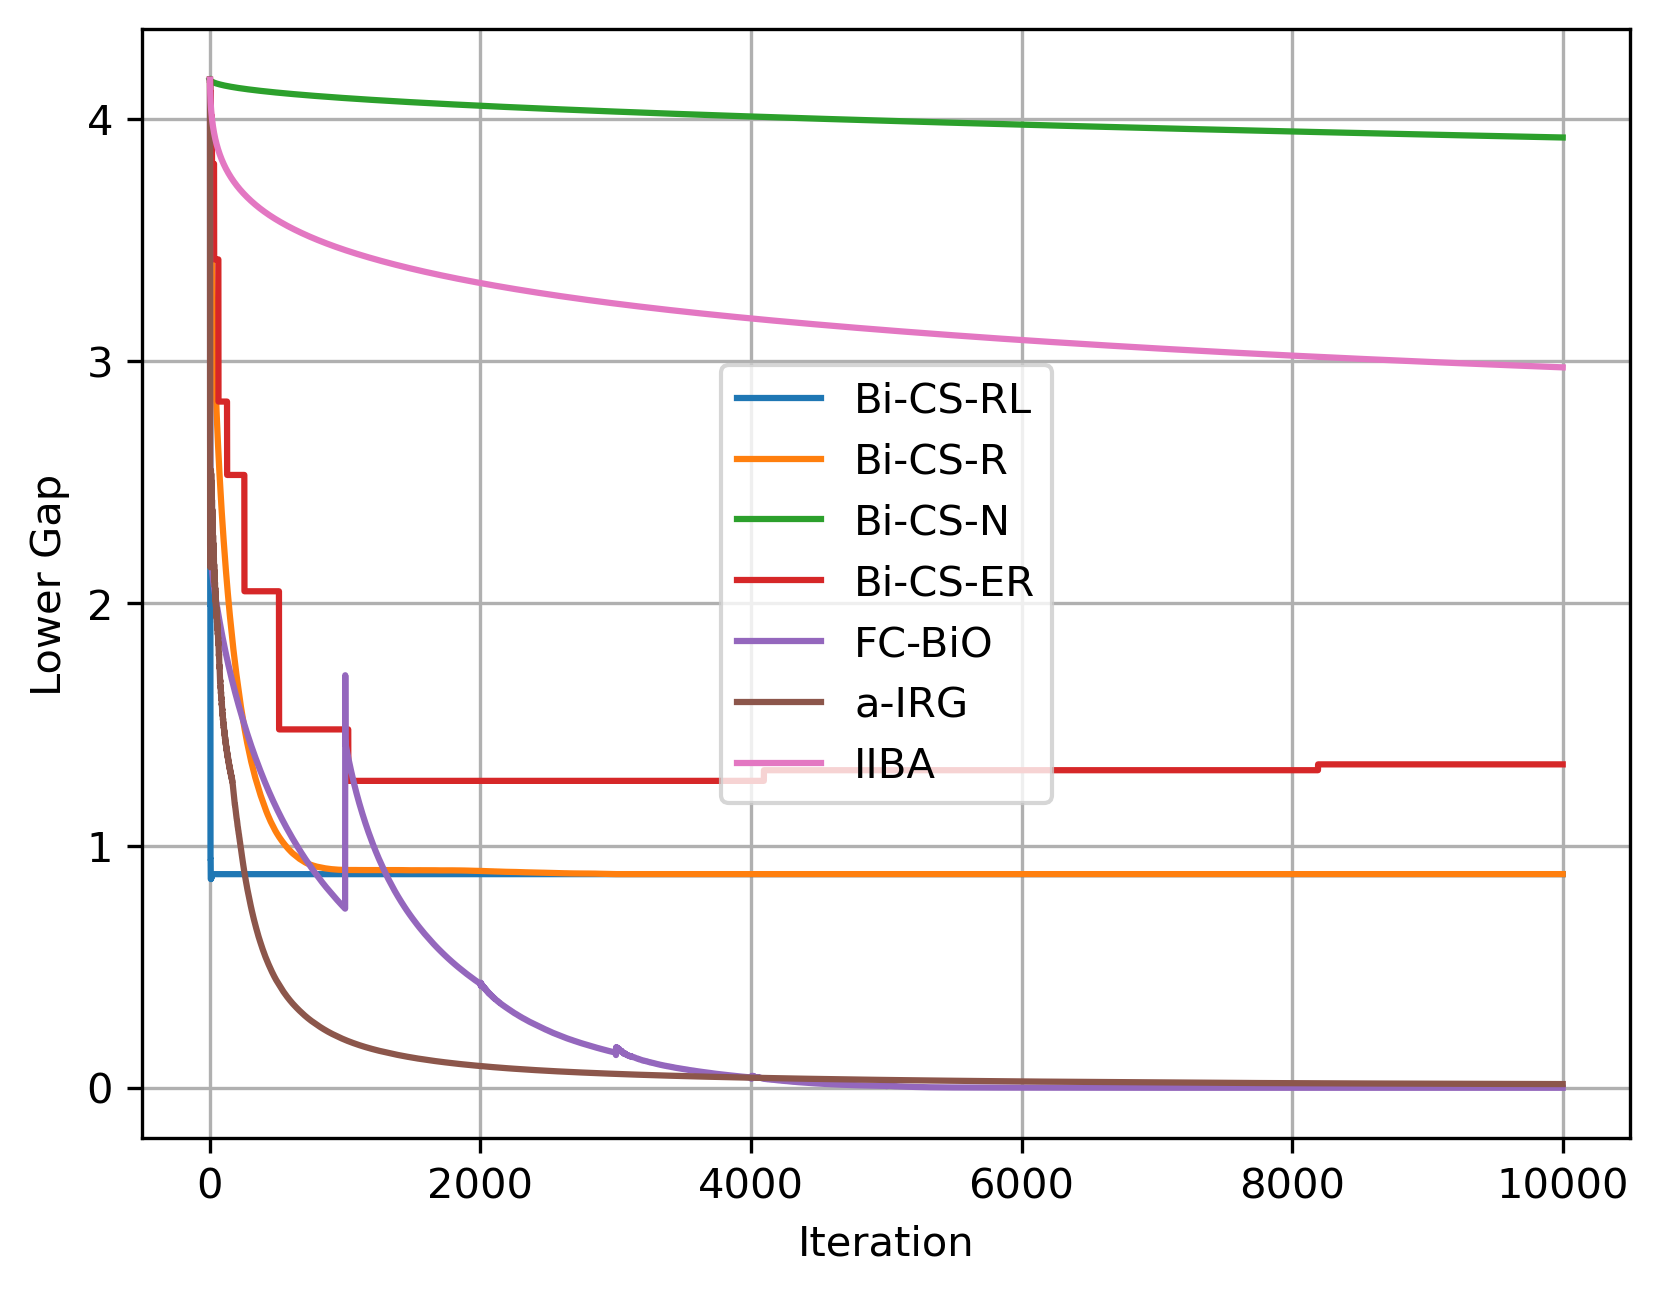 Lower Gap
4
3
2
1
0
Bi-CS-RL
Bi-CS-R
Bi-CS-N
Bi-CS-ER
FC-BiO
a-IRG
IIBA
0 2000 4000 6000 8000 10000
Iteration